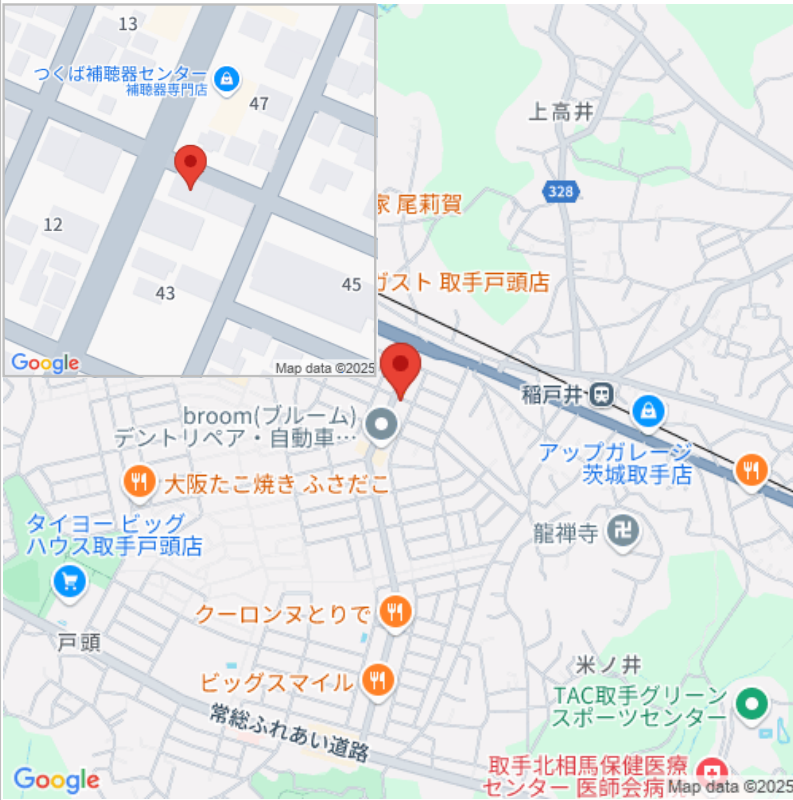 13
つくば補聴器センター
補聴器専門店
47
12
43
45
Google
Map data ©2025
上高井
328
家 尾莉賀
ガスト 取手戸頭店
稲戸井
broom(ブルーム)
デントリペア・自動車…
アップガレージ
茨城取手店
大阪たこ焼き ふさだこ
タイヨー ビッグ
ハウス取手戸頭店
龍禅寺
クーロンヌとりで
戸頭
米ノ井
ビッグスマイル
TAC取手グリーン
スポーツセンター
常総ふれあい道路
取手北相馬保健医療
センター 医師会病
Google
Map data ©2025